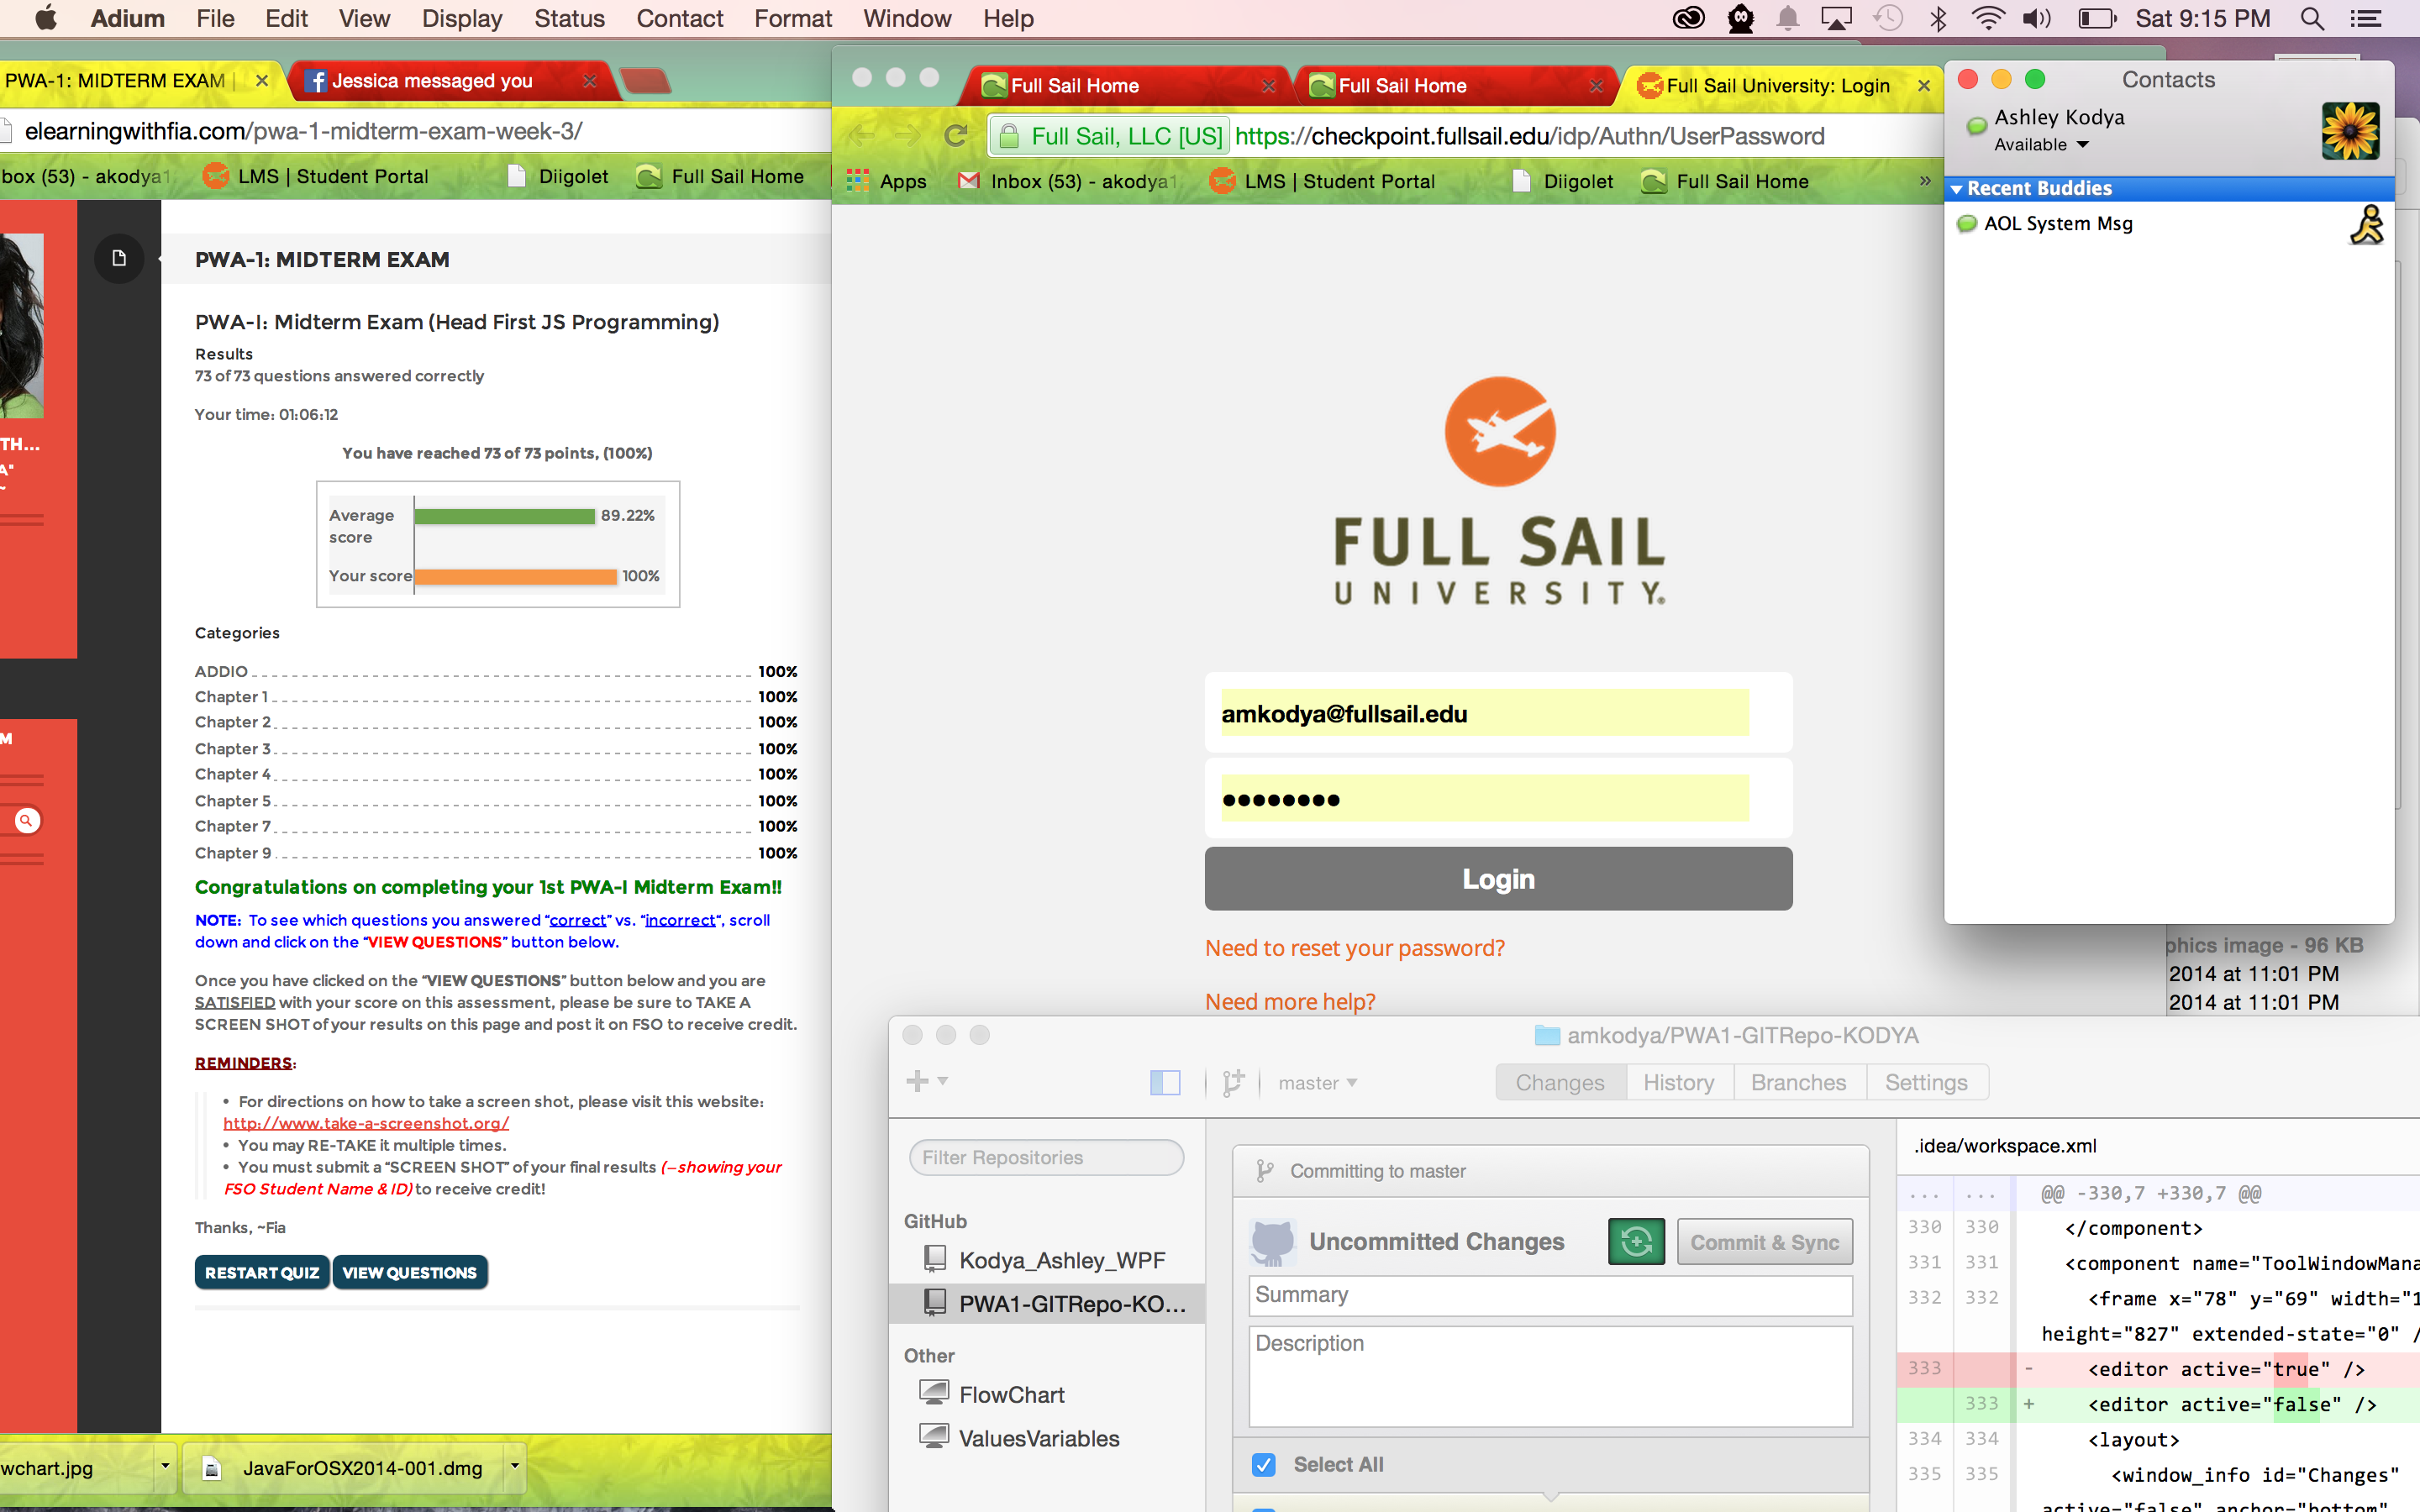 Adium File Edit View Display Status Contact Format Window Help
Sat 9:15 PM
PWA-1: MIDTERM EXAM |
Jessica messaged you
elearningwithfia.com/pwa-1-midterm-exam-week-3/
box (53) - akodya1
LMS | Student Portal
Diigolet
Full Sail Home
TH...
A"
~
M
PWA-1: MIDTERM EXAM
PWA-I: Midterm Exam (Head First JS Programming)
Results
73 of 73 questions answered correctly
Your time: 01:06:12
You have reached 73 of 73 points, (100%)
Average score 89.22%
Your score 100%
Categories
ADDIO 100%
Chapter 1 100%
Chapter 2 100%
Chapter 3 100%
Chapter 4 100%
Chapter 5 100%
Chapter 7 100%
Chapter 9 100%
Congratulations on completing your 1st PWA-I Midterm Exam!!
NOTE: To see which questions you answered “correct” vs. “incorrect“, scroll
down and click on the “VIEW QUESTIONS” button below.
Once you have clicked on the “VIEW QUESTIONS” button below and you are
SATISFIED with your score on this assessment, please be sure to TAKE A
SCREEN SHOT of your results on this page and post it on FSO to receive credit.
REMINDERS:
• For directions on how to take a screen shot, please visit this website:
http://www.take-a-screenshot.org/
• You may RE-TAKE it multiple times.
• You must submit a “SCREEN SHOT” of your final results (–showing your
FSO Student Name & ID) to receive credit!
Thanks, ~Fia
RESTART QUIZ VIEW QUESTIONS
wchart.jpg
JavaForOSX2014-001.dmg
Full Sail Home
Full Sail Home
Full Sail University: Login
Full Sail, LLC [US] https://checkpoint.fullsail.edu/idp/Authn/UserPassword
Apps
Inbox (53) - akodya1
LMS | Student Portal
Diigolet
Full Sail Home
»
FULL SAIL
UNIVERSITY®
amkodya@fullsail.edu
••••••••
Login
Need to reset your password?
Need more help?
Contacts
Ashley Kodya
Available
Recent Buddies
AOL System Msg
phics image - 96 KB
2014 at 11:01 PM
2014 at 11:01 PM
amkodya/PWA1-GITRepo-KODYA
master
Changes History Branches Settings
Filter Repositories
GitHub
Kodya_Ashley_WPF
PWA1-GITRepo-KO...
Other
FlowChart
ValuesVariables
Committing to master
Uncommitted Changes
Commit & Sync
Summary
Description
Select All
.idea/workspace.xml
... ... @@ -330,7 +330,7 @@
330 330 </component>
331 331 <component name="ToolWindowMana
332 332 <frame x="78" y="69" width="1
height="827" extended-state="0" /
333 - <editor active="true" />
333 + <editor active="false" />
334 334 <layout>
335 335 <window_info id="Changes"
active="false" anchor="bottom"